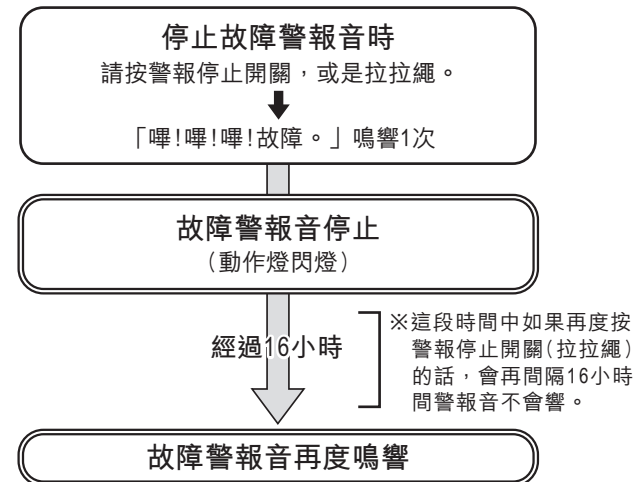 停止故障警報音時
請按警報停止開關，或是拉拉繩。
「嗶!嗶!嗶!故障。」鳴響1次
故障警報音停止
(動作燈閃燈)
經過16小時
※這段時間中如果再度按
警報停止開關(拉拉繩)
的話，會再間隔16小時
間警報音不會響。
故障警報音再度鳴響